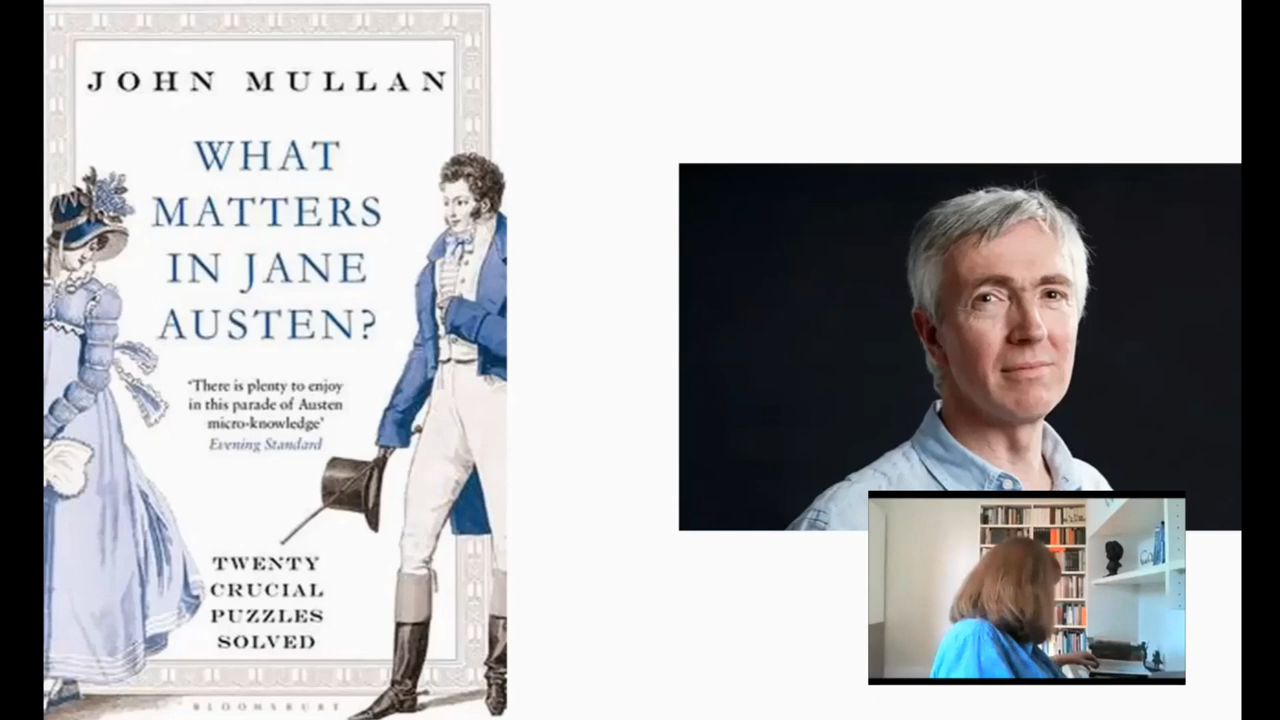 JOHN MULLAN
WHAT
MATTERS
IN JANE
AUSTEN?
‘There is plenty to enjoy
in this parade of Austen
micro-knowledge’
Evening Standard
TWENTY
CRUCIAL
PUZZLES
SOLVED
BLOOMSBURY